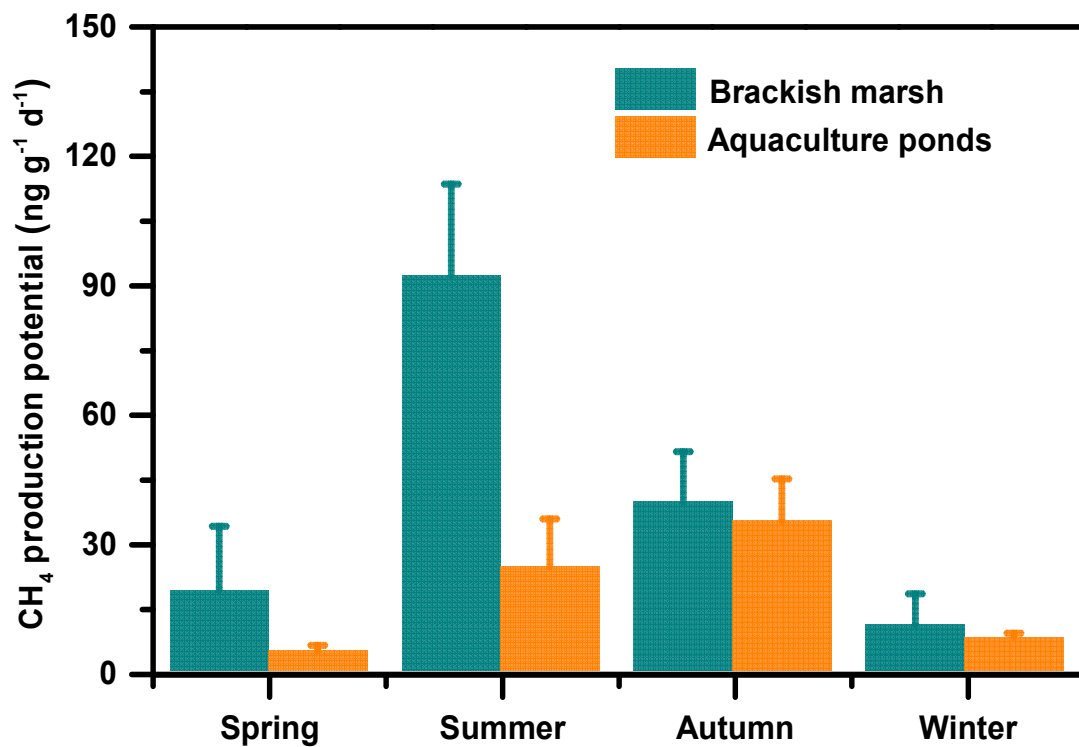 CH₄ production potential (ng g⁻¹ d⁻¹)
150
120
90
60
30
0
Brackish marsh
Aquaculture ponds
Spring Summer Autumn Winter